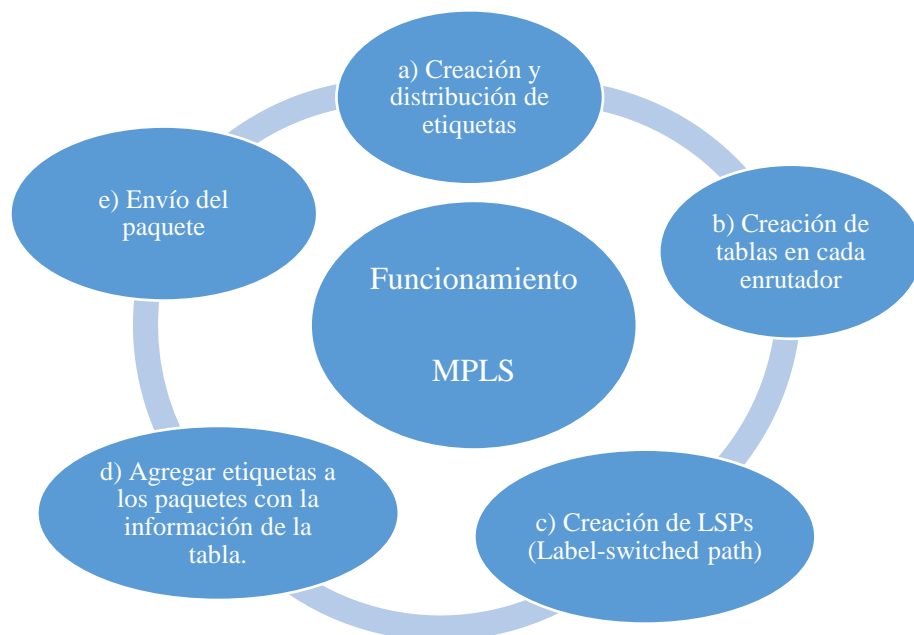 a) Creación y
distribución de
etiquetas
b) Creación de
tablas en cada
enrutador
c) Creación de LSPs
(Label-switched path)
d) Agregar etiquetas a
los paquetes con la
información de la
tabla.
e) Envío del
paquete
Funcionamiento
MPLS